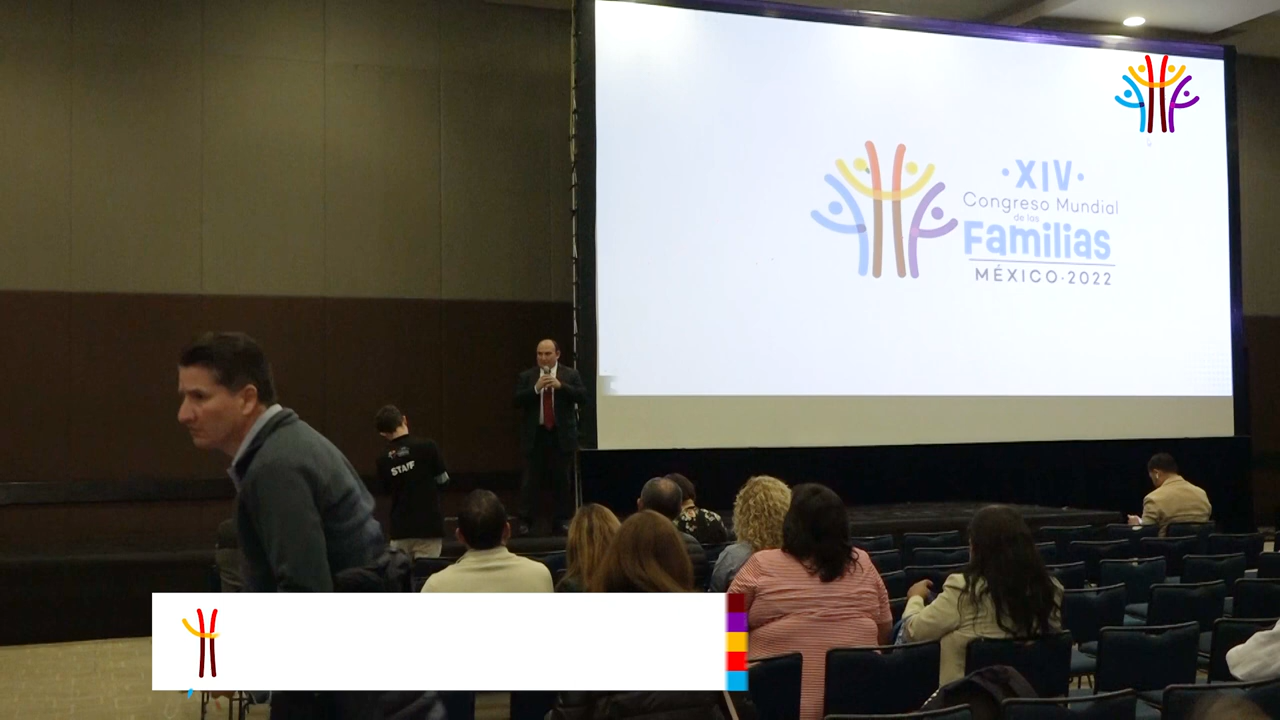 ·XIV·
Congreso Mundial
de las
Familias
MÉXICO·2022
STAFF